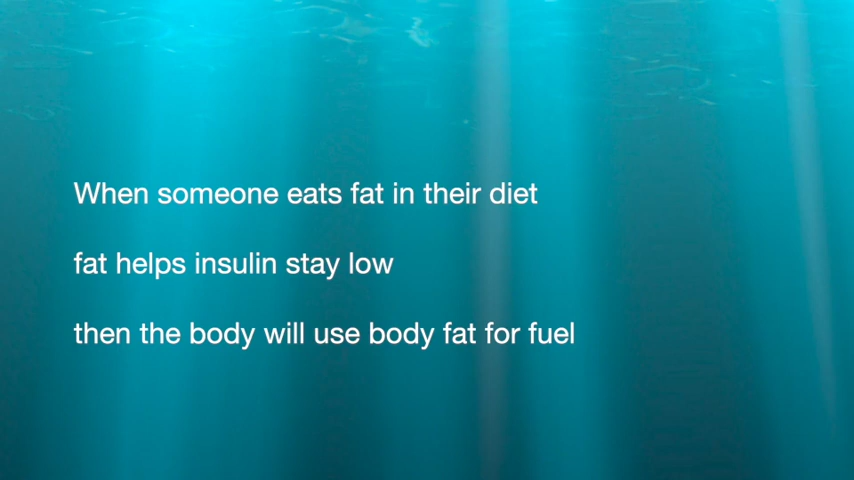 When someone eats fat in their diet
fat helps insulin stay low
then the body will use body fat for fuel